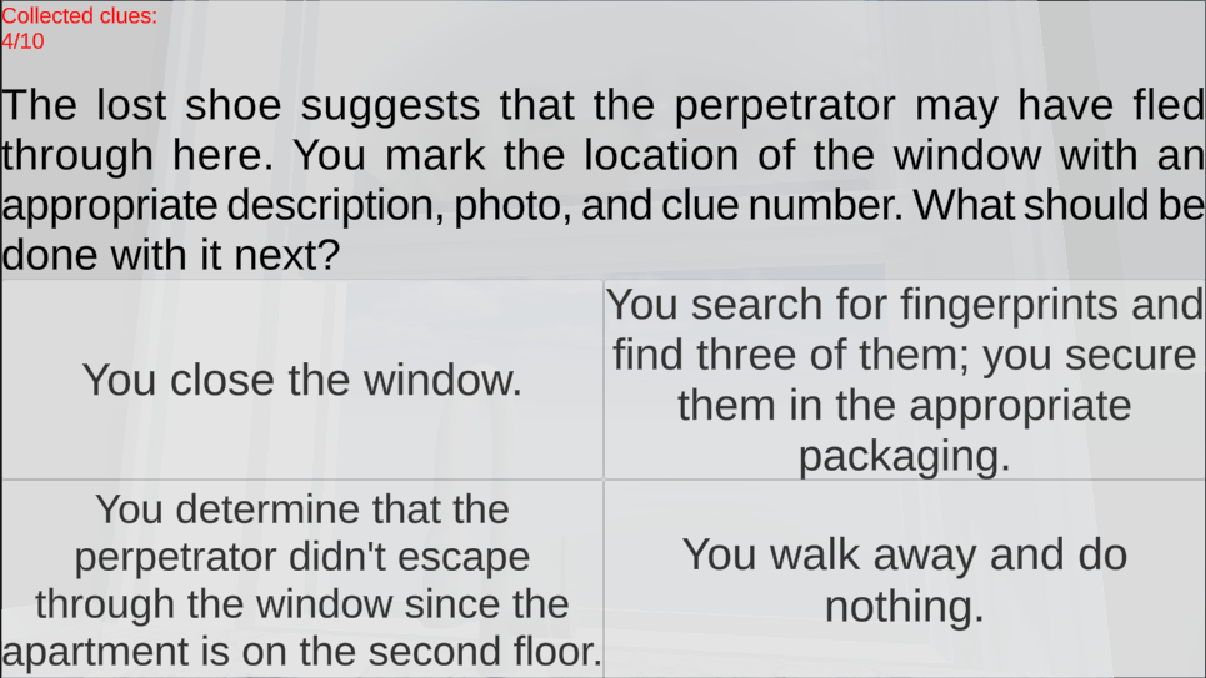 Collected clues:
4/10
The lost shoe suggests that the perpetrator may have fled
through here. You mark the location of the window with an
appropriate description, photo, and clue number. What should be
done with it next?
You close the window.
You search for fingerprints and
find three of them; you secure
them in the appropriate
packaging.
You determine that the
perpetrator didn't escape
through the window since the
apartment is on the second floor.
You walk away and do
nothing.